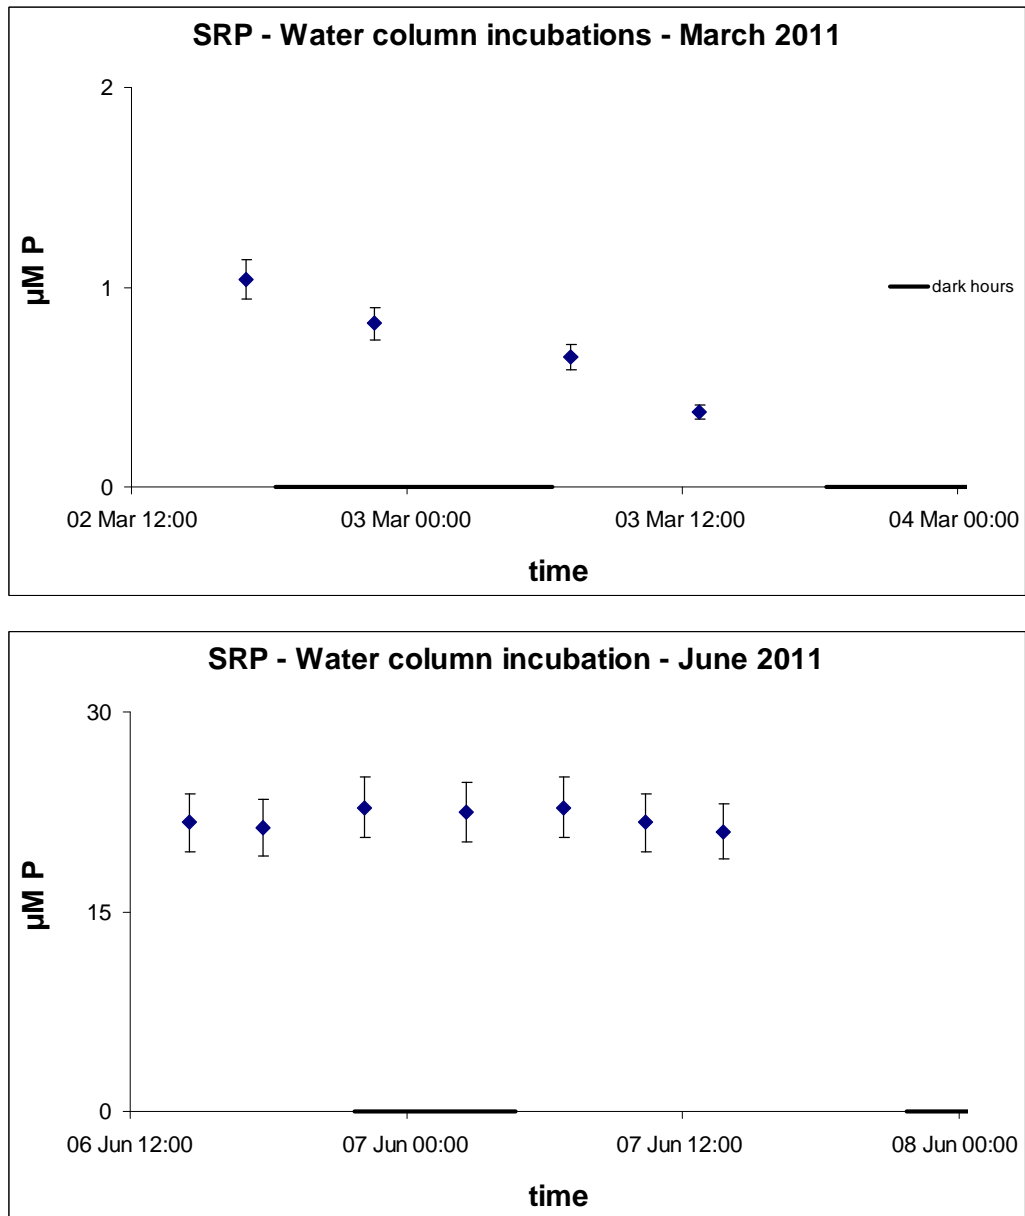 SRP - Water column incubations - March 2011
2
1
0
µM P
dark hours
02 Mar 12:00 03 Mar 00:00 03 Mar 12:00 04 Mar 00:00
time
SRP - Water column incubation - June 2011
30
15
0
µM P
06 Jun 12:00 07 Jun 00:00 07 Jun 12:00 08 Jun 00:00
time